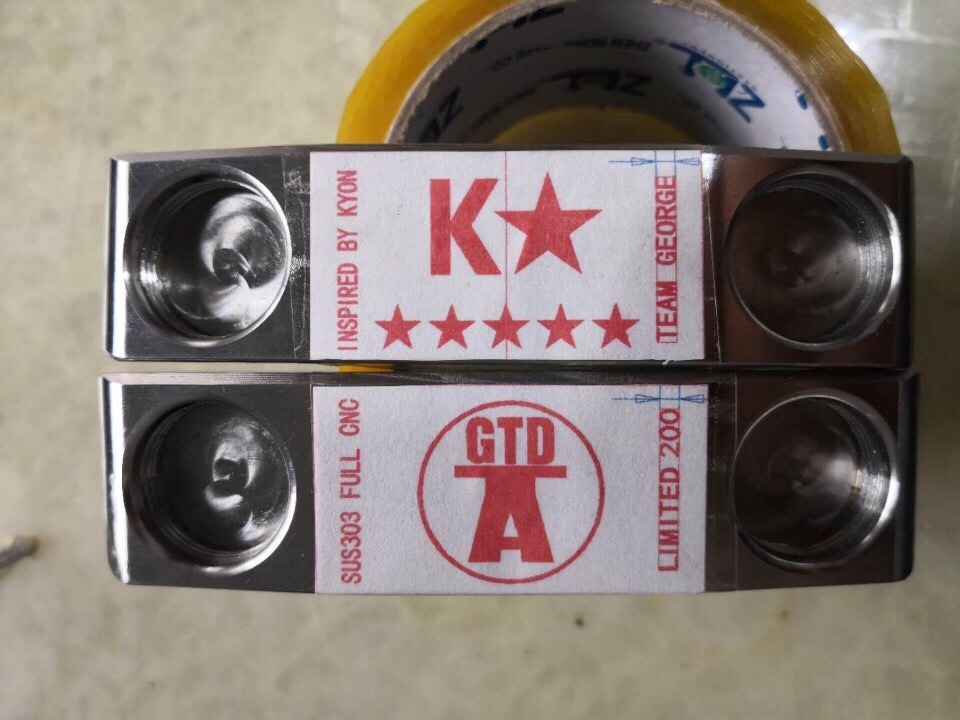 INSPIRED BY KYON
K★
★★★★★
TEAM GEORGE
SUS303 FULL CNC
GTD
A
LIMITED 200